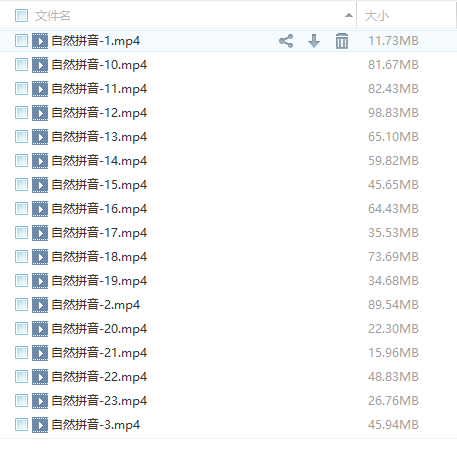 文件名 大小
自然拼音-1.mp4 11.73MB
自然拼音-10.mp4 81.67MB
自然拼音-11.mp4 82.43MB
自然拼音-12.mp4 98.83MB
自然拼音-13.mp4 65.10MB
自然拼音-14.mp4 59.82MB
自然拼音-15.mp4 45.65MB
自然拼音-16.mp4 64.43MB
自然拼音-17.mp4 35.53MB
自然拼音-18.mp4 73.69MB
自然拼音-19.mp4 34.68MB
自然拼音-2.mp4 89.54MB
自然拼音-20.mp4 22.30MB
自然拼音-21.mp4 15.96MB
自然拼音-22.mp4 48.83MB
自然拼音-23.mp4 26.76MB
自然拼音-3.mp4 45.94MB